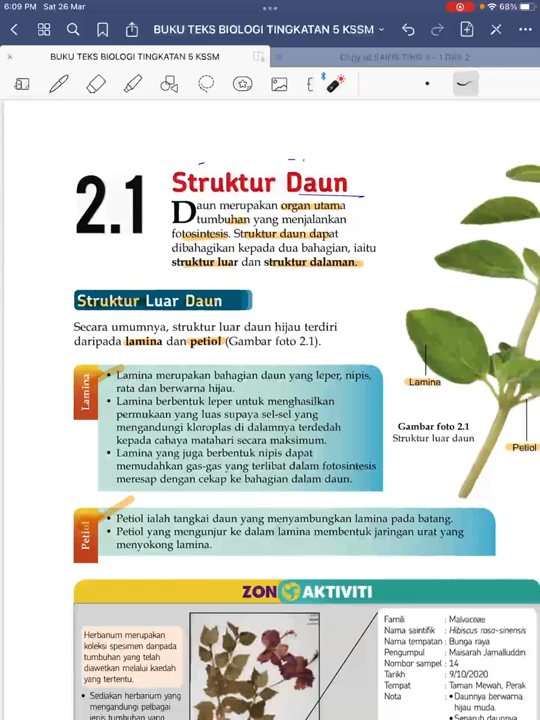 6:09 PM Sat 26 Mar
68%
BUKU TEKS BIOLOGI TINGKATAN 5 KSSM
BUKU TEKS BIOLOGI TINGKATAN 5 KSSM
2.1
Struktur Daun
Daun merupakan organ utama
tumbuhan yang menjalankan
fotosintesis. Struktur daun dapat
dibahagikan kepada dua bahagian, iaitu
struktur luar dan struktur dalaman.
Struktur Luar Daun
Secara umumnya, struktur luar daun hijau terdiri
daripada lamina dan petiol (Gambar foto 2.1).
Lamina
• Lamina merupakan bahagian daun yang leper, nipis,
rata dan berwarna hijau.
• Lamina berbentuk leper untuk menghasilkan
permukaan yang luas supaya sel-sel yang
mengandungi kloroplas di dalamnya terdedah
kepada cahaya matahari secara maksimum.
• Lamina yang juga berbentuk nipis dapat
memudahkan gas-gas yang terlibat dalam fotosintesis
meresap dengan cekap ke bahagian dalam daun.
Lamina
Gambar foto 2.1
Struktur luar daun
Petiol
Petiol
• Petiol ialah tangkai daun yang menyambungkan lamina pada batang.
• Petiol yang mengunjur ke dalam lamina membentuk jaringan urat yang
menyokong lamina.
ZON AKTIVITI
Herbarium merupakan
koleksi spesimen daripada
tumbuhan yang telah
diawetkan melalui kaedah
yang tertentu.
• Sediakan herbarium yang
mengandungi pelbagai
jenis tumbuhan yang
Famili : Malvaceae
Nama saintifik : Hibiscus rosa-sinensis
Nama tempatan : Bunga raya
Pengumpul : Maisarah Jamalluddin
Nombor sampel : 14
Tarikh : 9/10/2020
Tempat : Taman Mewah, Perak
Nota : • Daunnya berwarna
hijau muda.
• Separuh daunnya